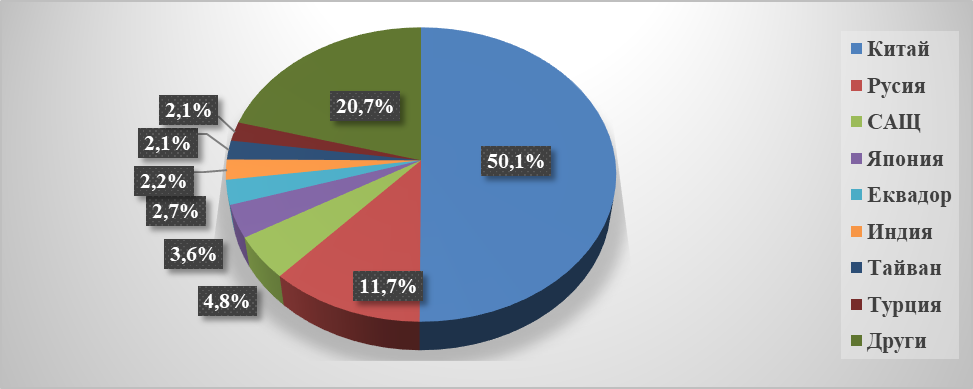 2,1%
20,7%
2,1%
50,1%
2,2%
2,7%
3,6%
11,7%
4,8%
Китай
Русия
САЩ
Япония
Еквадор
Индия
Тайван
Турция
Други